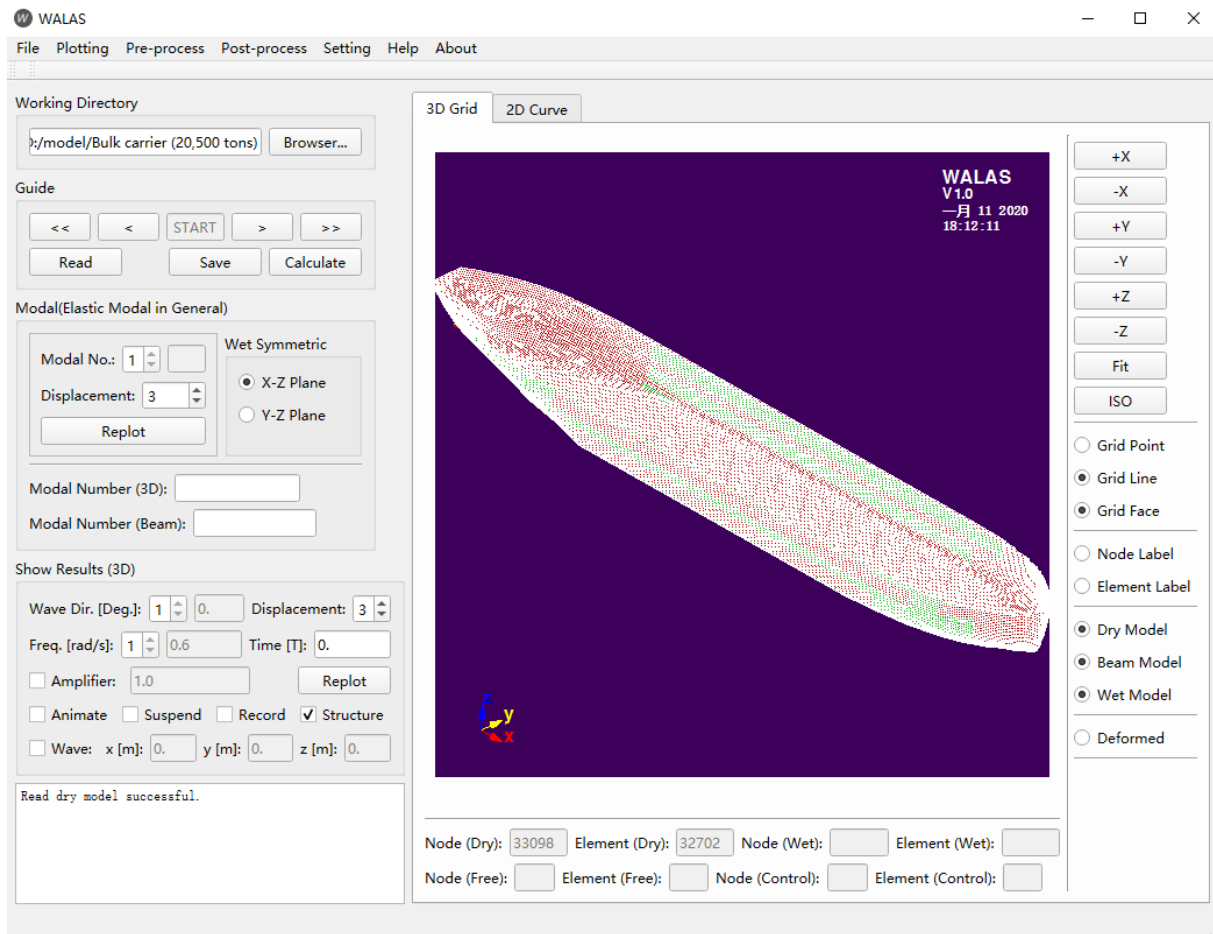 WALAS
File Plotting Pre-process Post-process Setting Help About
Working Directory
):/model/Bulk carrier (20,500 tons) Browser...
Guide
<< < START > >>
Read Save Calculate
Modal(Elastic Modal in General)
Modal No.: 1
Displacement: 3
Replot
Wet Symmetric
X-Z Plane
Y-Z Plane
Modal Number (3D):
Modal Number (Beam):
Show Results (3D)
Wave Dir. [Deg.]: 1 0. Displacement: 3
Freq. [rad/s]: 1 0.6 Time [T]: 0.
Amplifier: 1.0 Replot
Animate Suspend Record Structure
Wave: x [m]: 0. y [m]: 0. z [m]: 0.
Read dry model successful.
3D Grid 2D Curve
WALAS
V1.0
一月 11 2020
18:12:11
z
y
x
+X
-X
+Y
-Y
+Z
-Z
Fit
ISO
Grid Point
Grid Line
Grid Face
Node Label
Element Label
Dry Model
Beam Model
Wet Model
Deformed
Node (Dry): 33098 Element (Dry): 32702 Node (Wet): Element (Wet):
Node (Free): Element (Free): Node (Control): Element (Control):